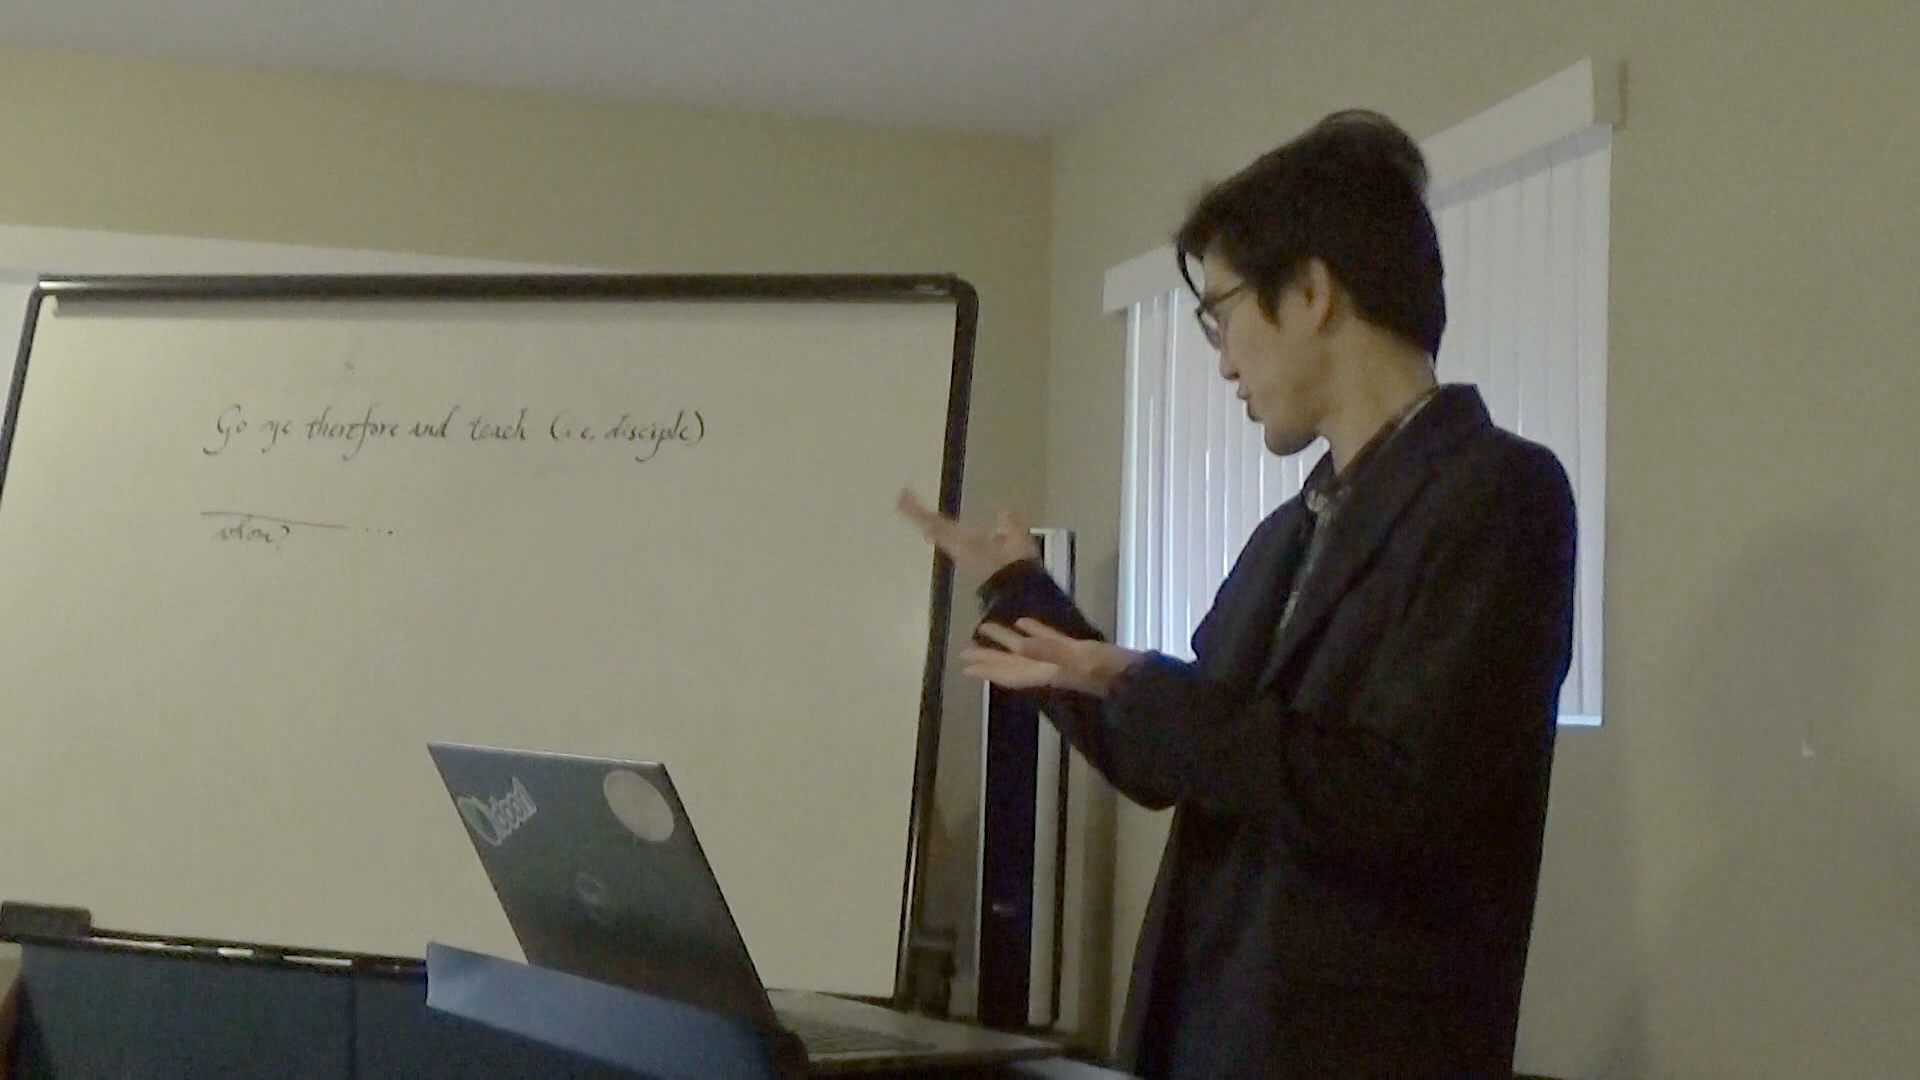 Go ye therefore and teach (i.e, disciple)
whom? ...